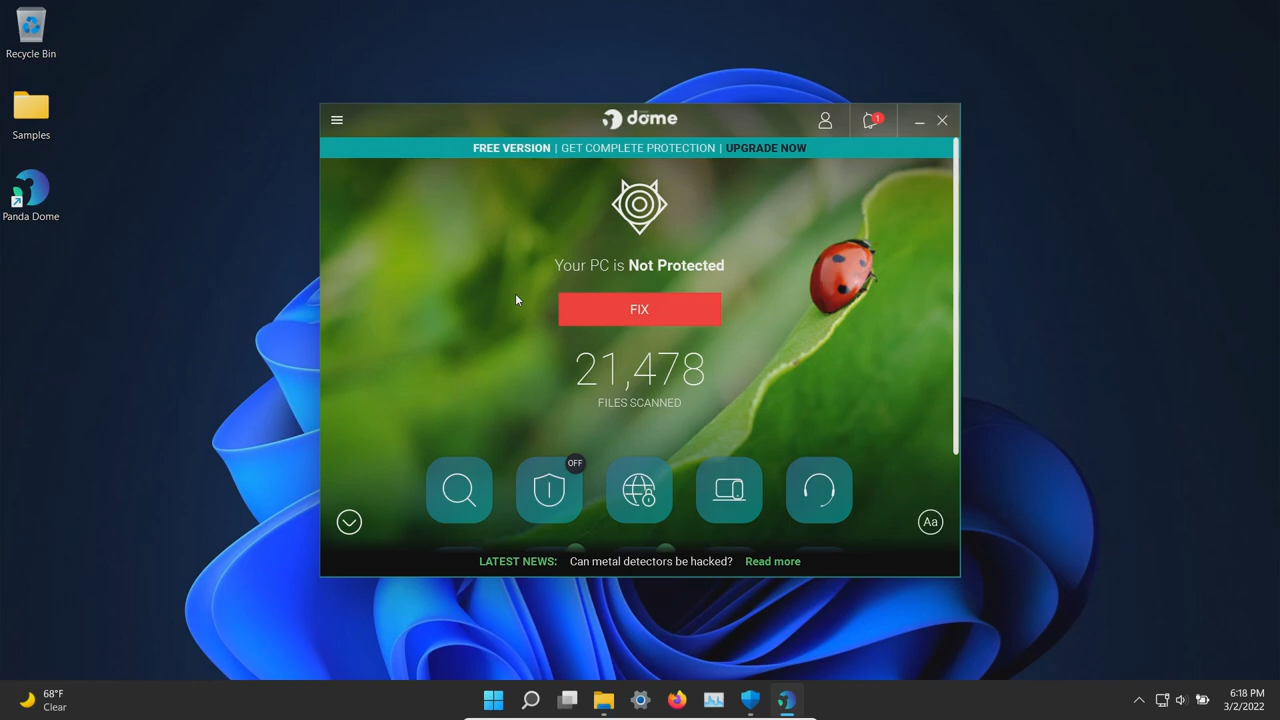 Recycle Bin
Samples
Panda Dome
dome
1
FREE VERSION | GET COMPLETE PROTECTION | UPGRADE NOW
Your PC is Not Protected
FIX
21,478
FILES SCANNED
OFF
Aa
LATEST NEWS: Can metal detectors be hacked? Read more
68°F
Clear
6:18 PM
3/2/2022